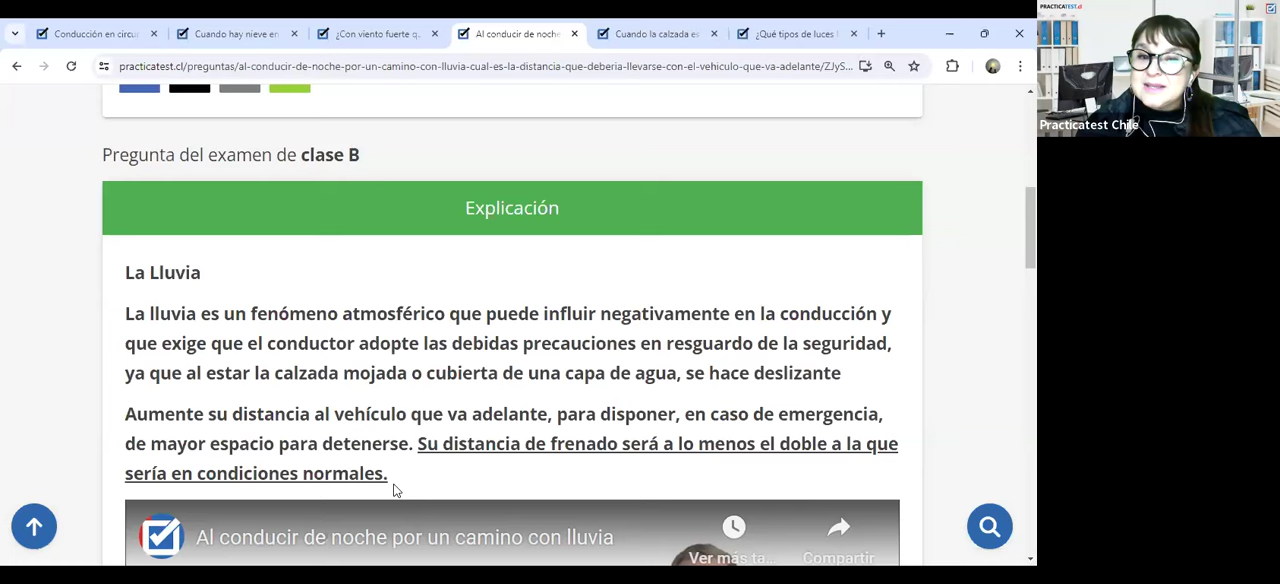 Conducción en circu
Cuando hay nieve en
¿Con viento fuerte q
Al conducir de noche
Cuando la calzada es
¿Qué tipos de luces l
practicatest.cl/preguntas/al-conducir-de-noche-por-un-camino-con-lluvia-cual-es-la-distancia-que-deberia-llevarse-con-el-vehiculo-que-va-adelante/ZJyS...
PRACTICATEST.cl
Practicatest Chile
Pregunta del examen de clase B
Explicación
La Lluvia
La lluvia es un fenómeno atmosférico que puede influir negativamente en la conducción y
que exige que el conductor adopte las debidas precauciones en resguardo de la seguridad,
ya que al estar la calzada mojada o cubierta de una capa de agua, se hace deslizante
Aumente su distancia al vehículo que va adelante, para disponer, en caso de emergencia,
de mayor espacio para detenerse. Su distancia de frenado será a lo menos el doble a la que
sería en condiciones normales.
Al conducir de noche por un camino con lluvia
Ver más ta...
Compartir